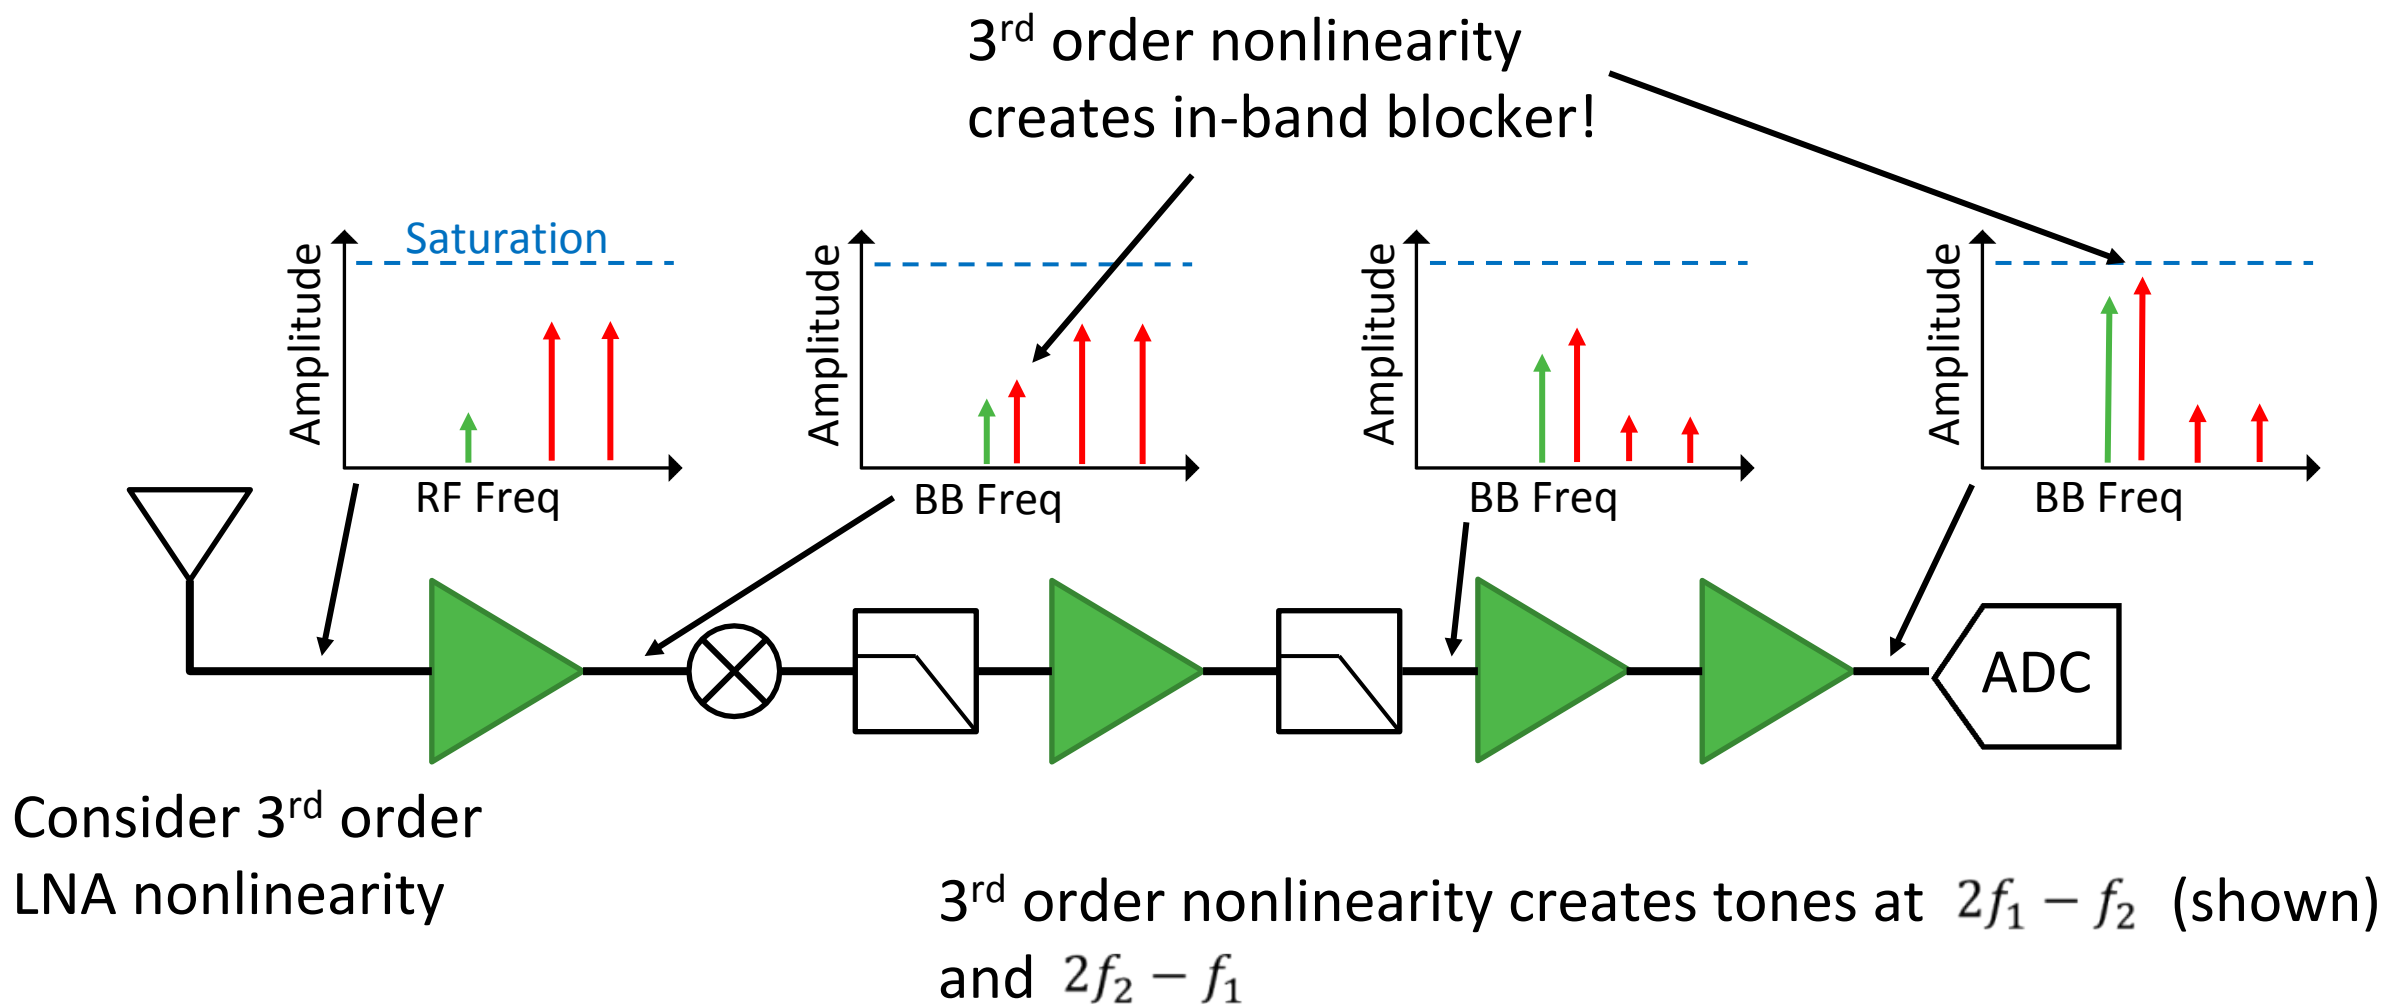 3rd order nonlinearity
creates in-band blocker!
Saturation
Amplitude
RF Freq
Amplitude
BB Freq
Amplitude
BB Freq
Amplitude
BB Freq
ADC
Consider 3rd order
LNA nonlinearity
3rd order nonlinearity creates tones at 2f₁ − f₂ (shown)
and 2f₂ − f₁